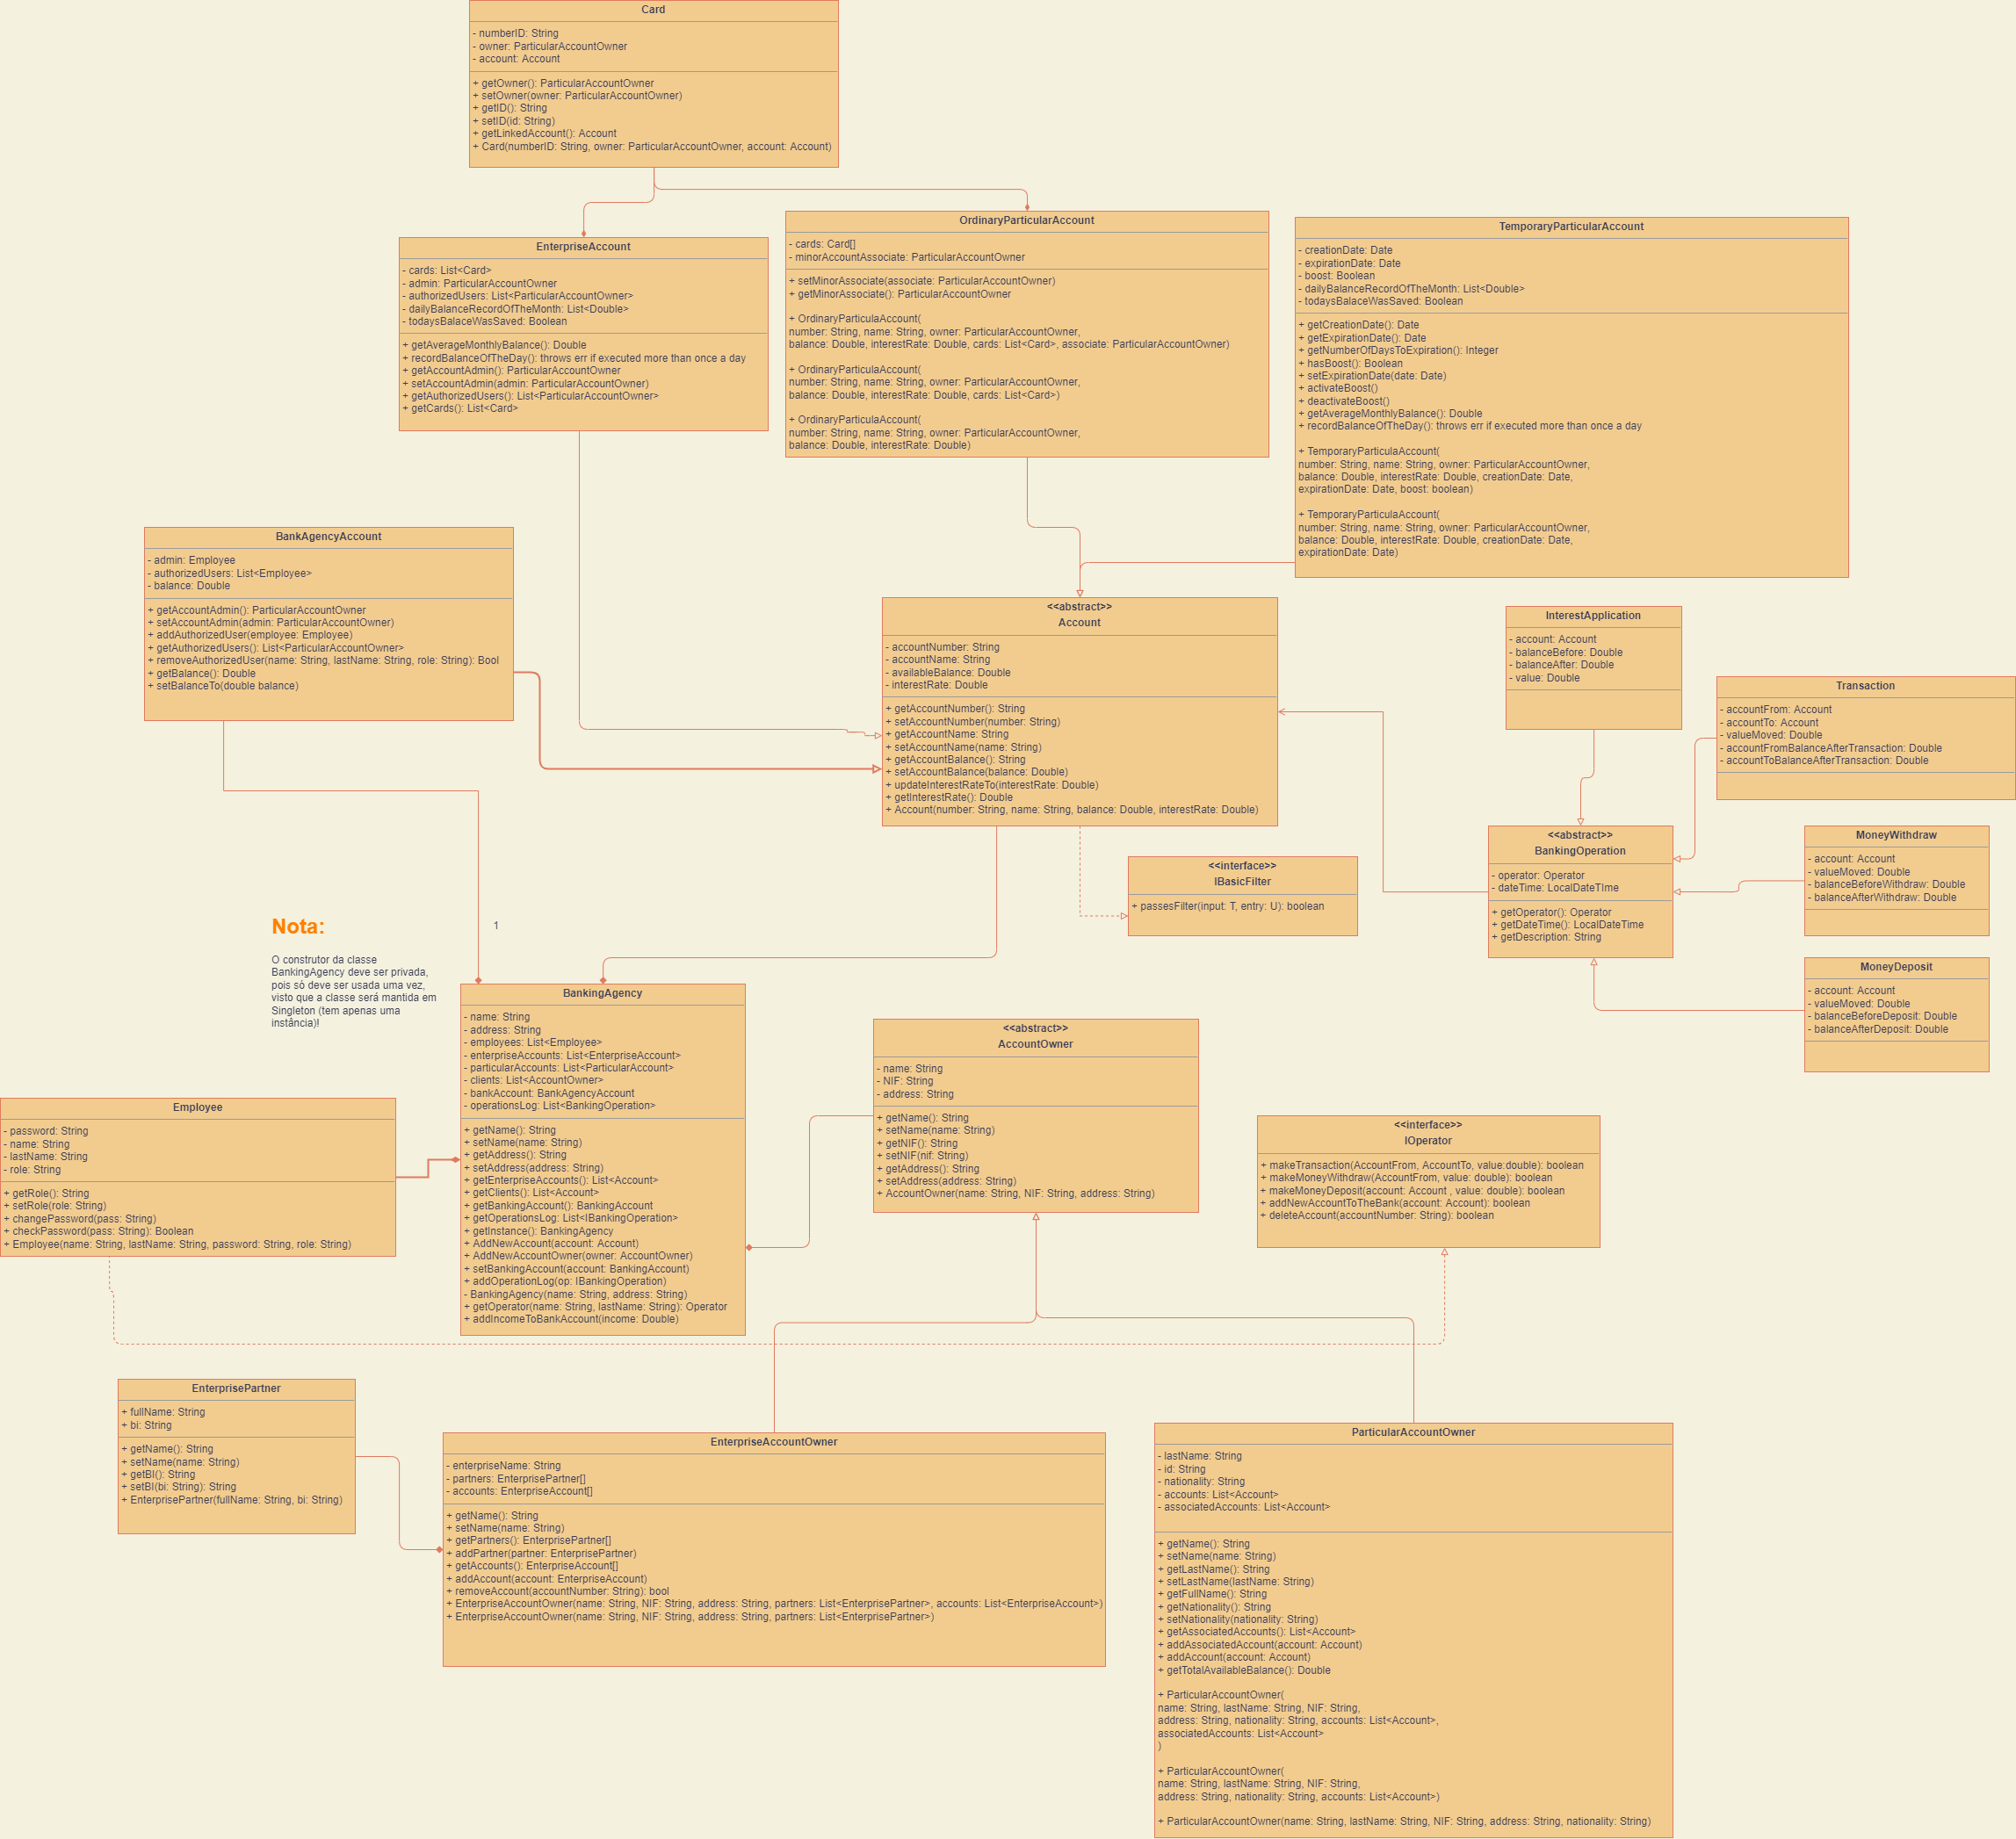 Card
- numberID: String
- owner: ParticularAccountOwner
- account: Account
+ getOwner(): ParticularAccountOwner
+ setOwner(owner: ParticularAccountOwner)
+ getID(): String
+ setID(id: String)
+ getLinkedAccount(): Account
+ Card(numberID: String, owner: ParticularAccountOwner, account: Account)
EnterpriseAccount
- cards: List<Card>
- admin: ParticularAccountOwner
- authorizedUsers: List<ParticularAccountOwner>
- dailyBalanceRecordOfTheMonth: List<Double>
- todaysBalaceWasSaved: Boolean
+ getAverageMonthlyBalance(): Double
+ recordBalanceOfTheDay(): throws err if executed more than once a day
+ getAccountAdmin(): ParticularAccountOwner
+ setAccountAdmin(admin: ParticularAccountOwner)
+ getAuthorizedUsers(): List<ParticularAccountOwner>
+ getCards(): List<Card>
OrdinaryParticularAccount
- cards: Card[]
- minorAccountAssociate: ParticularAccountOwner
+ setMinorAssociate(associate: ParticularAccountOwner)
+ getMinorAssociate(): ParticularAccountOwner
+ OrdinaryParticulaAccount(
number: String, name: String, owner: ParticularAccountOwner,
balance: Double, interestRate: Double, cards: List<Card>, associate: ParticularAccountOwner)
+ OrdinaryParticulaAccount(
number: String, name: String, owner: ParticularAccountOwner,
balance: Double, interestRate: Double, cards: List<Card>)
+ OrdinaryParticulaAccount(
number: String, name: String, owner: ParticularAccountOwner,
balance: Double, interestRate: Double)
TemporaryParticularAccount
- creationDate: Date
- expirationDate: Date
- boost: Boolean
- dailyBalanceRecordOfTheMonth: List<Double>
- todaysBalaceWasSaved: Boolean
+ getCreationDate(): Date
+ getExpirationDate(): Date
+ getNumberOfDaysToExpiration(): Integer
+ hasBoost(): Boolean
+ setExpirationDate(date: Date)
+ activateBoost()
+ deactivateBoost()
+ getAverageMonthlyBalance(): Double
+ recordBalanceOfTheDay(): throws err if executed more than once a day
+ TemporaryParticulaAccount(
number: String, name: String, owner: ParticularAccountOwner,
balance: Double, interestRate: Double, creationDate: Date,
expirationDate: Date, boost: boolean)
+ TemporaryParticulaAccount(
number: String, name: String, owner: ParticularAccountOwner,
balance: Double, interestRate: Double, creationDate: Date,
expirationDate: Date)
BankAgencyAccount
- admin: Employee
- authorizedUsers: List<Employee>
- balance: Double
+ getAccountAdmin(): ParticularAccountOwner
+ setAccountAdmin(admin: ParticularAccountOwner)
+ addAuthorizedUser(employee: Employee)
+ getAuthorizedUsers(): List<ParticularAccountOwner>
+ removeAuthorizedUser(name: String, lastName: String, role: String): Bool
+ getBalance(): Double
+ setBalanceTo(double balance)
<<abstract>>
Account
- accountNumber: String
- accountName: String
- availableBalance: Double
- interestRate: Double
+ getAccountNumber(): String
+ setAccountNumber(number: String)
+ getAccountName: String
+ setAccountName(name: String)
+ getAccountBalance(): String
+ setAccountBalance(balance: Double)
+ updateInterestRateTo(interestRate: Double)
+ getInterestRate(): Double
+ Account(number: String, name: String, balance: Double, interestRate: Double)
InterestApplication
- account: Account
- balanceBefore: Double
- balanceAfter: Double
- value: Double
Transaction
- accountFrom: Account
- accountTo: Account
- valueMoved: Double
- accountFromBalanceAfterTransaction: Double
- accountToBalanceAfterTransaction: Double
<<abstract>>
BankingOperation
- operator: Operator
- dateTime: LocalDateTIme
+ getOperator(): Operator
+ getDateTime(): LocalDateTime
+ getDescription: String
MoneyWithdraw
- account: Account
- valueMoved: Double
- balanceBeforeWithdraw: Double
- balanceAfterWithdraw: Double
MoneyDeposit
- account: Account
- valueMoved: Double
- balanceBeforeDeposit: Double
- balanceAfterDeposit: Double
<<interface>>
IBasicFilter
+ passesFilter(input: T, entry: U): boolean
Nota:
O construtor da classe
BankingAgency deve ser privada,
pois só deve ser usada uma vez,
visto que a classe será mantida em
Singleton (tem apenas uma
instância)!
1
BankingAgency
- name: String
- address: String
- employees: List<Employee>
- enterpriseAccounts: List<EnterpriseAccount>
- particularAccounts: List<ParticularAccount>
- clients: List<AccountOwner>
- bankAccount: BankAgencyAccount
- operationsLog: List<BankingOperation>
+ getName(): String
+ setName(name: String)
+ getAddress(): String
+ setAddress(address: String)
+ getEnterpriseAccounts(): List<Account>
+ getClients(): List<Account>
+ getBankingAccount(): BankingAccount
+ getOperationsLog: List<IBankingOperation>
+ getInstance(): BankingAgency
+ AddNewAccount(account: Account)
+ AddNewAccountOwner(owner: AccountOwner)
+ setBankingAccount(account: BankingAccount)
+ addOperationLog(op: IBankingOperation)
- BankingAgency(name: String, address: String)
+ getOperator(name: String, lastName: String): Operator
+ addIncomeToBankAccount(income: Double)
<<abstract>>
AccountOwner
- name: String
- NIF: String
- address: String
+ getName(): String
+ setName(name: String)
+ getNIF(): String
+ setNIF(nif: String)
+ getAddress(): String
+ setAddress(address: String)
+ AccountOwner(name: String, NIF: String, address: String)
Employee
- password: String
- name: String
- lastName: String
- role: String
+ getRole(): String
+ setRole(role: String)
+ changePassword(pass: String)
+ checkPassword(pass: String): Boolean
+ Employee(name: String, lastName: String, password: String, role: String)
<<interface>>
IOperator
+ makeTransaction(AccountFrom, AccountTo, value:double): boolean
+ makeMoneyWithdraw(AccountFrom, value: double): boolean
+ makeMoneyDeposit(account: Account , value: double): boolean
+ addNewAccountToTheBank(account: Account): boolean
+ deleteAccount(accountNumber: String): boolean
EnterprisePartner
+ fullName: String
+ bi: String
+ getName(): String
+ setName(name: String)
+ getBI(): String
+ setBI(bi: String): String
+ EnterprisePartner(fullName: String, bi: String)
EnterpriseAccountOwner
- enterpriseName: String
- partners: EnterprisePartner[]
- accounts: EnterpriseAccount[]
+ getName(): String
+ setName(name: String)
+ getPartners(): EnterprisePartner[]
+ addPartner(partner: EnterprisePartner)
+ getAccounts(): EnterpriseAccount[]
+ addAccount(account: EnterpriseAccount)
+ removeAccount(accountNumber: String): bool
+ EnterpriseAccountOwner(name: String, NIF: String, address: String, partners: List<EnterprisePartner>, accounts: List<EnterpriseAccount>)
+ EnterpriseAccountOwner(name: String, NIF: String, address: String, partners: List<EnterprisePartner>)
ParticularAccountOwner
- lastName: String
- id: String
- nationality: String
- accounts: List<Account>
- associatedAccounts: List<Account>
+ getName(): String
+ setName(name: String)
+ getLastName(): String
+ setLastName(lastName: String)
+ getFullName(): String
+ getNationality(): String
+ setNationality(nationality: String)
+ getAssociatedAccounts(): List<Account>
+ addAssociatedAccount(account: Account)
+ addAccount(account: Account)
+ getTotalAvailableBalance(): Double
+ ParticularAccountOwner(
name: String, lastName: String, NIF: String,
address: String, nationality: String, accounts: List<Account>,
associatedAccounts: List<Account>
)
+ ParticularAccountOwner(
name: String, lastName: String, NIF: String,
address: String, nationality: String, accounts: List<Account>)
+ ParticularAccountOwner(name: String, lastName: String, NIF: String, address: String, nationality: String)